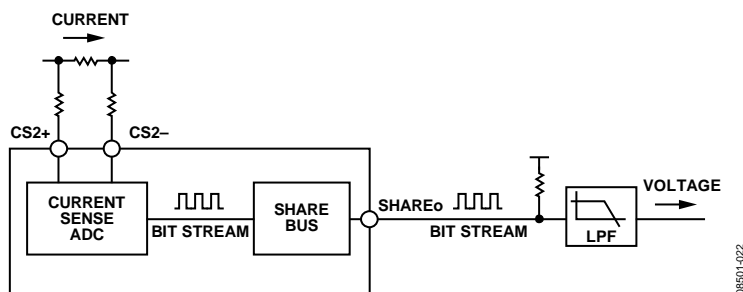 CURRENT
CS2+
CS2–
CURRENT
SENSE
ADC
BIT STREAM
SHARE
BUS
SHAREo
BIT STREAM
LPF
VOLTAGE
08501-022